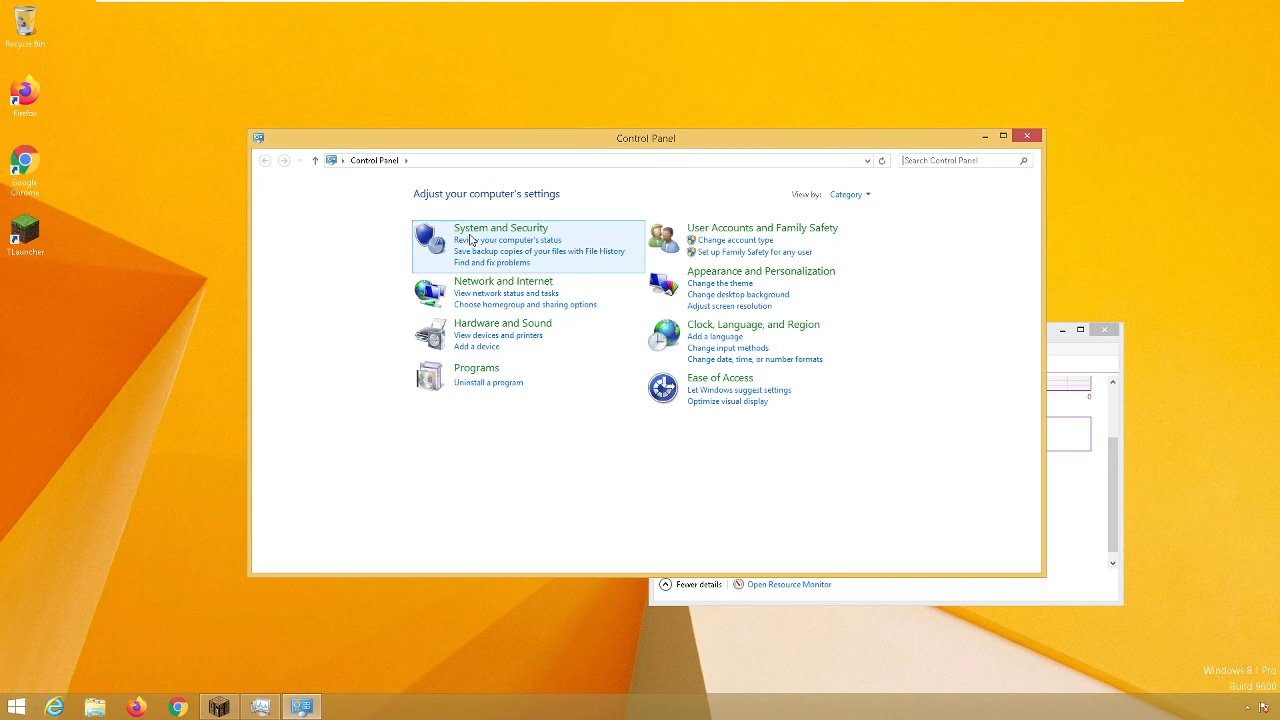 Recycle Bin
Firefox
Google
Chrome
TLauncher
Control Panel
Control Panel
Search Control Panel
Adjust your computer's settings
View by: Category
System and Security
Review your computer's status
Save backup copies of your files with File History
Find and fix problems
Network and Internet
View network status and tasks
Choose homegroup and sharing options
Hardware and Sound
View devices and printers
Add a device
Programs
Uninstall a program
User Accounts and Family Safety
Change account type
Set up Family Safety for any user
Appearance and Personalization
Change the theme
Change desktop background
Adjust screen resolution
Clock, Language, and Region
Add a language
Change input methods
Change date, time, or number formats
Ease of Access
Let Windows suggest settings
Optimize visual display
0
Fewer details
Open Resource Monitor
Windows 8.1 Pro
Build 9600